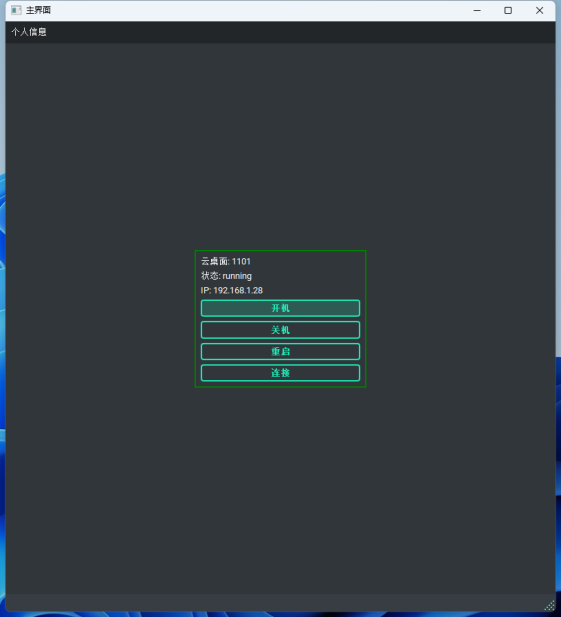 主界面
个人信息
云桌面: 1101
状态: running
IP: 192.168.1.28
开机
关机
重启
连接